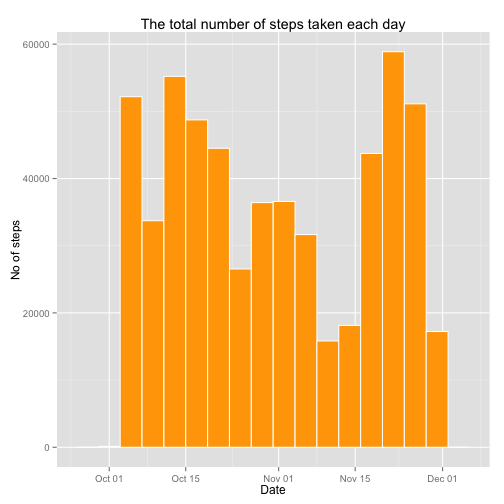 The total number of steps taken each day
No of steps
60000
40000
20000
0
Oct 01 Oct 15 Nov 01 Nov 15 Dec 01
Date